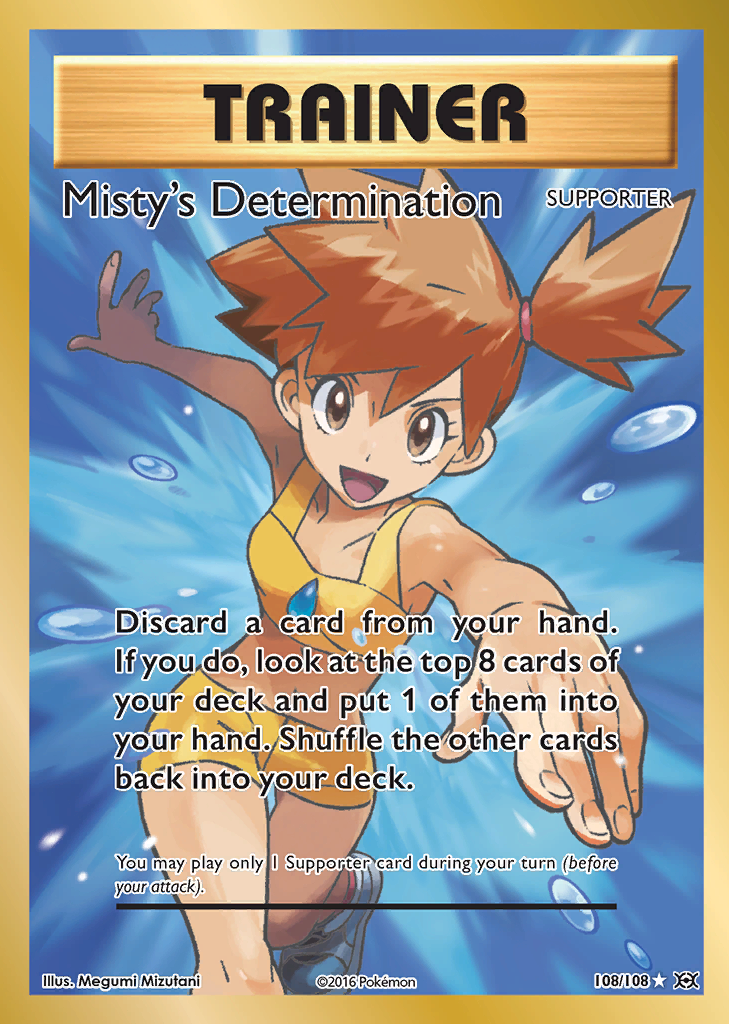 TRAINER
Misty's Determination
SUPPORTER
Discard a card from your hand.
If you do, look at the top 8 cards of
your deck and put 1 of them into
your hand. Shuffle the other cards
back into your deck.
You may play only 1 Supporter card during your turn (before
your attack).
Illus. Megumi Mizutani
©2016 Pokémon
108/108 ★